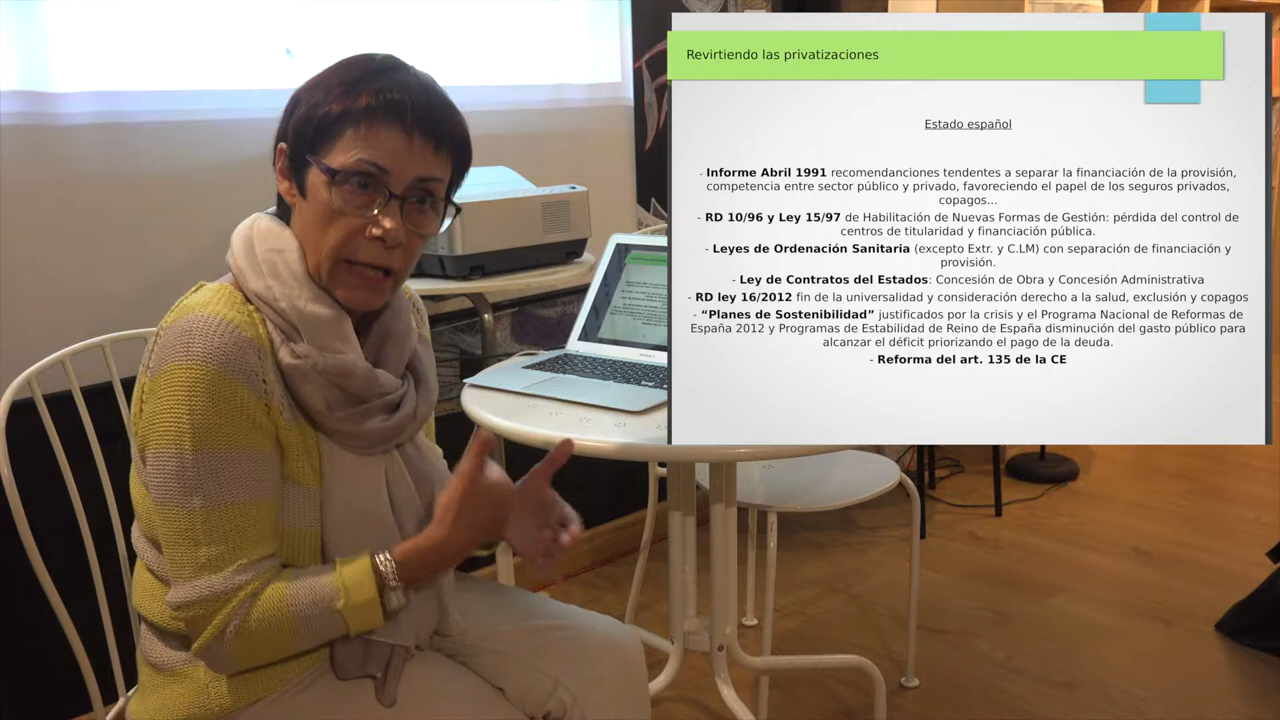 Revirtiendo las privatizaciones
Estado español
- Informe Abril 1991 recomendanciones tendentes a separar la financiación de la provisión,
competencia entre sector público y privado, favoreciendo el papel de los seguros privados,
copagos...
- RD 10/96 y Ley 15/97 de Habilitación de Nuevas Formas de Gestión: pérdida del control de
centros de titularidad y financiación pública.
- Leyes de Ordenación Sanitaria (excepto Extr. y C.LM) con separación de financiación y
provisión.
- Ley de Contratos del Estados: Concesión de Obra y Concesión Administrativa
- RD ley 16/2012 fin de la universalidad y consideración derecho a la salud, exclusión y copagos
- “Planes de Sostenibilidad” justificados por la crisis y el Programa Nacional de Reformas de
España 2012 y Programas de Estabilidad de Reino de España disminución del gasto público para
alcanzar el déficit priorizando el pago de la deuda.
- Reforma del art. 135 de la CE